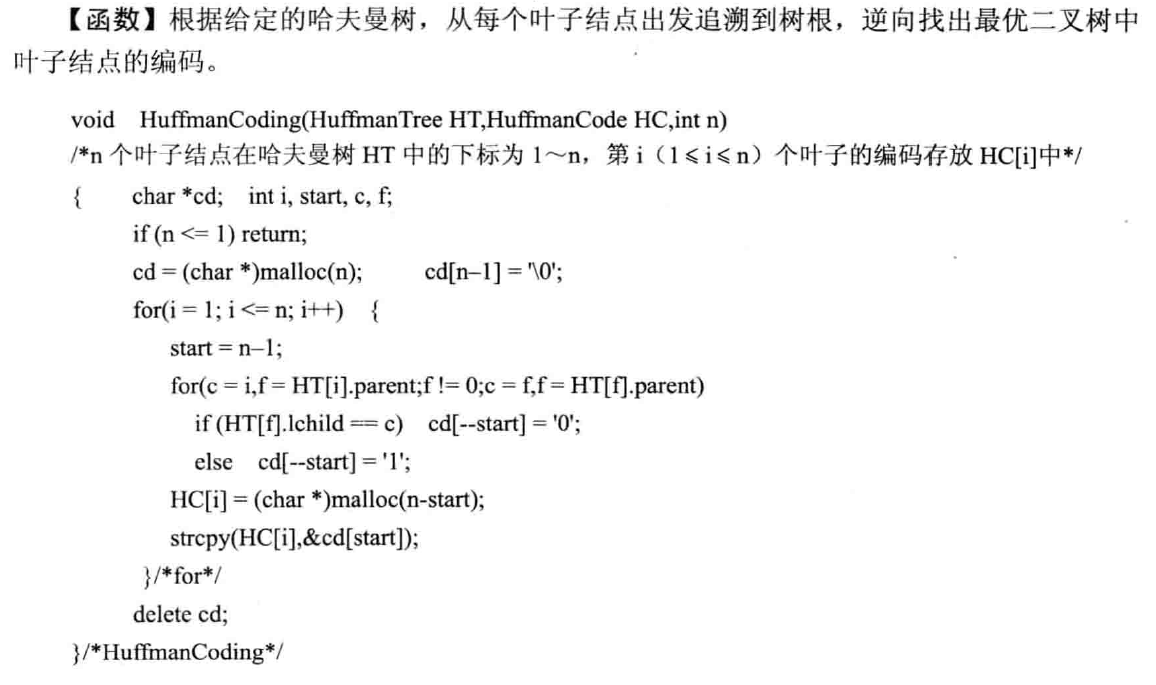 【函数】根据给定的哈夫曼树，从每个叶子结点出发追溯到树根，逆向找出最优二叉树中
叶子结点的编码。
void HuffmanCoding(HuffmanTree HT,HuffmanCode HC,int n)
/*n 个叶子结点在哈夫曼树 HT 中的下标为 1～n，第 i（1≤i≤n）个叶子的编码存放 HC[i]中*/
{ char *cd; int i, start, c, f;
if (n <= 1) return;
cd = (char *)malloc(n); cd[n–1] = '\0';
for(i = 1; i <= n; i++) {
start = n–1;
for(c = i,f = HT[i].parent;f != 0;c = f,f = HT[f].parent)
if (HT[f].lchild == c) cd[--start] = '0';
else cd[--start] = '1';
HC[i] = (char *)malloc(n-start);
strcpy(HC[i],&cd[start]);
}/*for*/
delete cd;
}/*HuffmanCoding*/